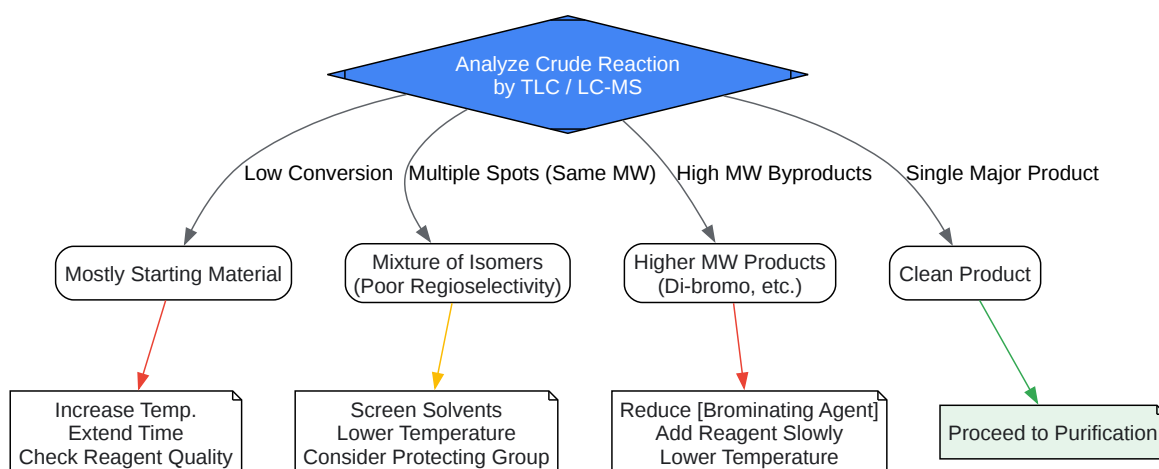 Analyze Crude Reaction
by TLC / LC-MS
Low Conversion
Multiple Spots (Same MW)
High MW Byproducts
Single Major Product
Mostly Starting Material
Mixture of Isomers
(Poor Regioselectivity)
Higher MW Products
(Di-bromo, etc.)
Clean Product
Increase Temp.
Extend Time
Check Reagent Quality
Screen Solvents
Lower Temperature
Consider Protecting Group
Reduce [Brominating Agent]
Add Reagent Slowly
Lower Temperature
Proceed to Purification